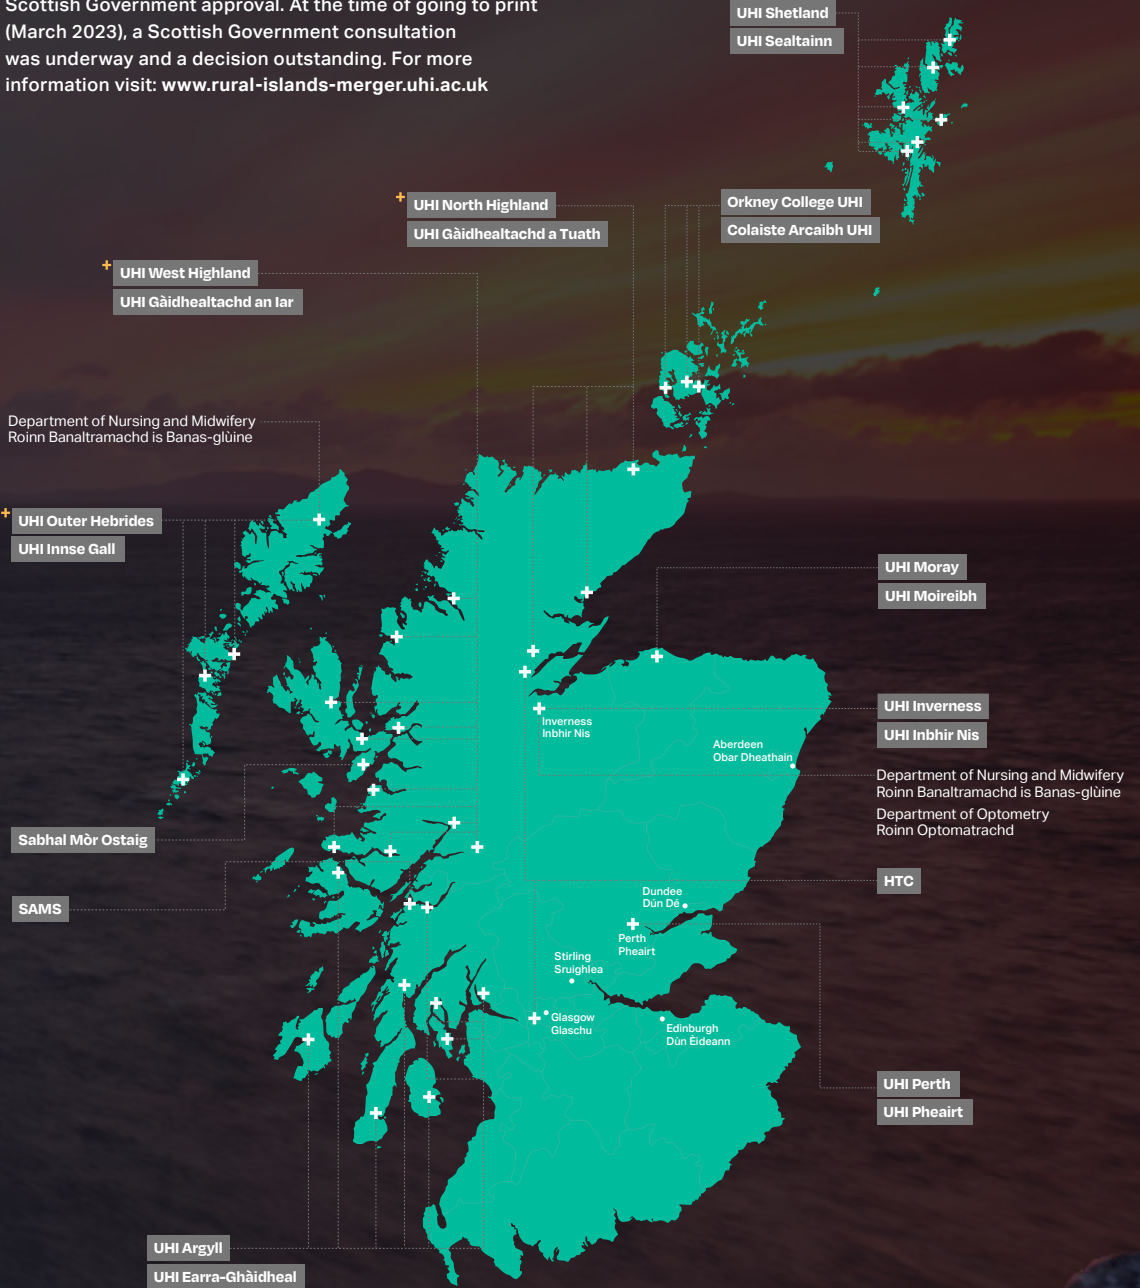 Scottish Government approval. At the time of going to print
(March 2023), a Scottish Government consultation
was underway and a decision outstanding. For more
information visit: www.rural-islands-merger.uhi.ac.uk
UHI Shetland
UHI Sealtainn
+ UHI North Highland
UHI Gàidhealtachd a Tuath
Orkney College UHI
Colaiste Arcaibh UHI
+ UHI West Highland
UHI Gàidhealtachd an Iar
Department of Nursing and Midwifery
Roinn Banaltramachd is Banas-glùine
+ UHI Outer Hebrides
UHI Innse Gall
UHI Moray
UHI Moireibh
UHI Inverness
UHI Inbhir Nis
Inverness
Inbhir Nis
Aberdeen
Obar Dheathain
Department of Nursing and Midwifery
Roinn Banaltramachd is Banas-glùine
Department of Optometry
Roinn Optomatrachd
Sabhal Mòr Ostaig
HTC
SAMS
Dundee
Dún Dé
Perth
Pheairt
Stirling
Sruighlea
Glasgow
Glaschu
Edinburgh
Dùn Èideann
UHI Perth
UHI Pheairt
UHI Argyll
UHI Earra-Ghàidheal